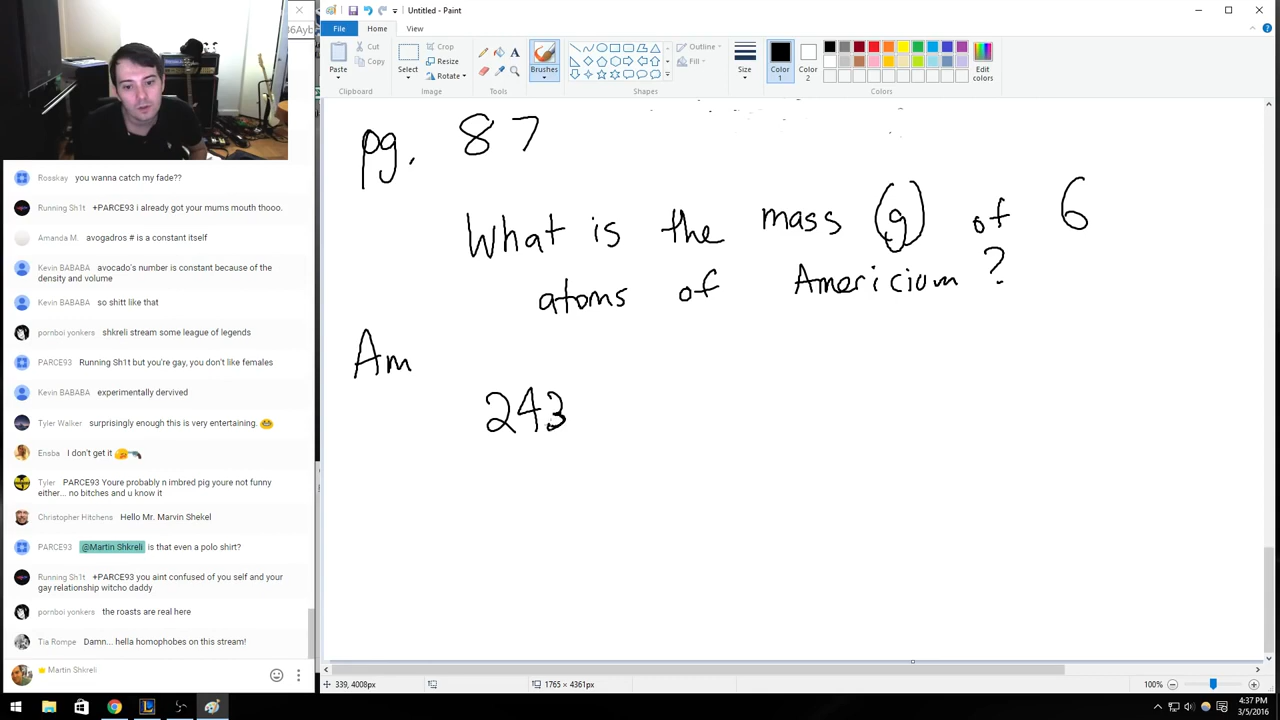 36Ayb
Untitled - Paint
File Home View
Paste
Cut
Copy
Clipboard
Select
Crop
Resize
Rotate
Image
A
Tools
Brushes
Outline
Fill
Shapes
Size
Color 1
Color 2
Edit colors
Colors
Rosskay. you wanna catch my fade??
Running Sh1t +PARCE93 i already got your mums mouth thooo.
Amanda M. avogadros # is a constant itself
Kevin BABABA avocado's number is constant because of the
density and volume
Kevin BABABA so shitt like that
pornboi yonkers shkreli stream some league of legends
PARCE93 Running Sh1t but you're gay, you don't like females
Kevin BABABA experimentally dervived
Tyler Walker surprisingly enough this is very entertaining. 😂
Ensba I don't get it
Tyler PARCE93 Youre probably n imbred pig youre not funny
either... no bitches and u know it
Christopher Hitchens Hello Mr. Marvin Shekel
PARCE93 @Martin Shkreli is that even a polo shirt?
Running Sh1t +PARCE93 you aint confused of you self and your
gay relationship witcho daddy
pornboi yonkers the roasts are real here
Tia Rompe Damn... hella homophobes on this stream!
Martin Shkreli
pg. 87
What is the mass (g) of 6
atoms of Americium?
Am
243
339, 4008px
1765 × 4361px
100%
4:37 PM
3/5/2016